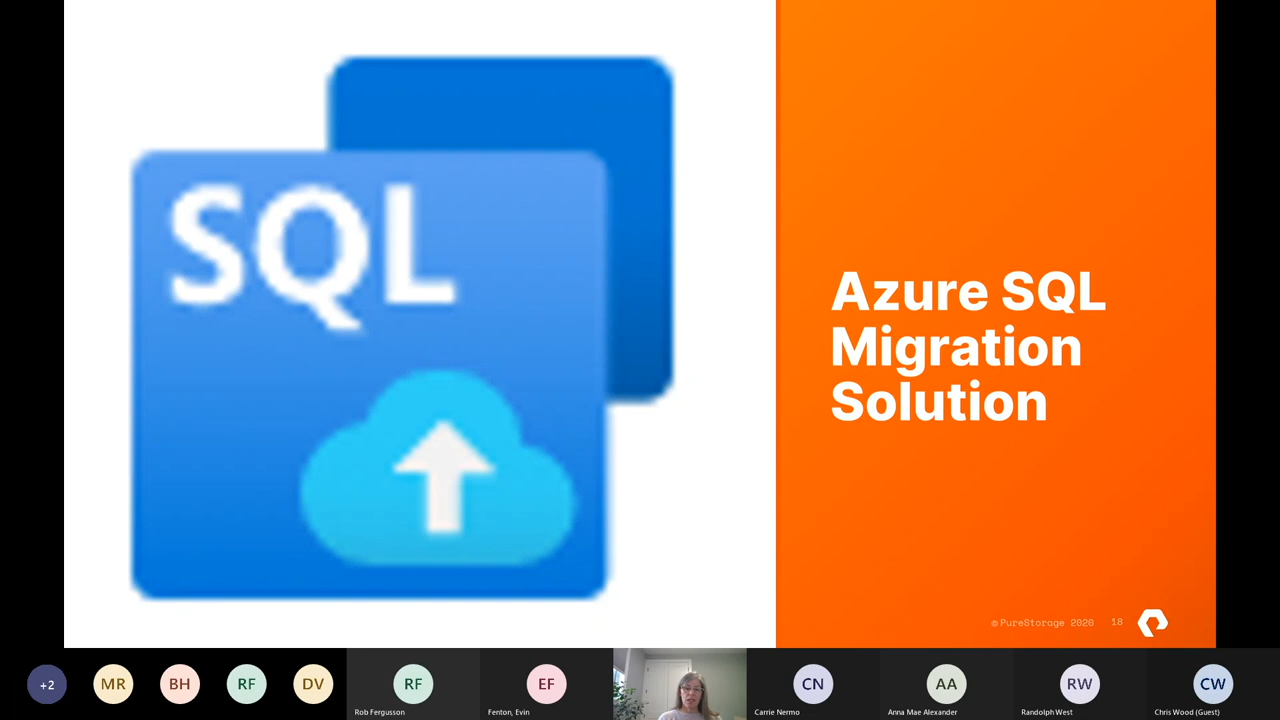 SQL
Azure SQL
Migration
Solution
© PureStorage 2020 18
+2
MR
BH
RF
DV
RF
Rob Fergusson
EF
Fenton, Evin
CN
Carrie Nermo
AA
Anna Mae Alexander
RW
Randolph West
CW
Chris Wood (Guest)